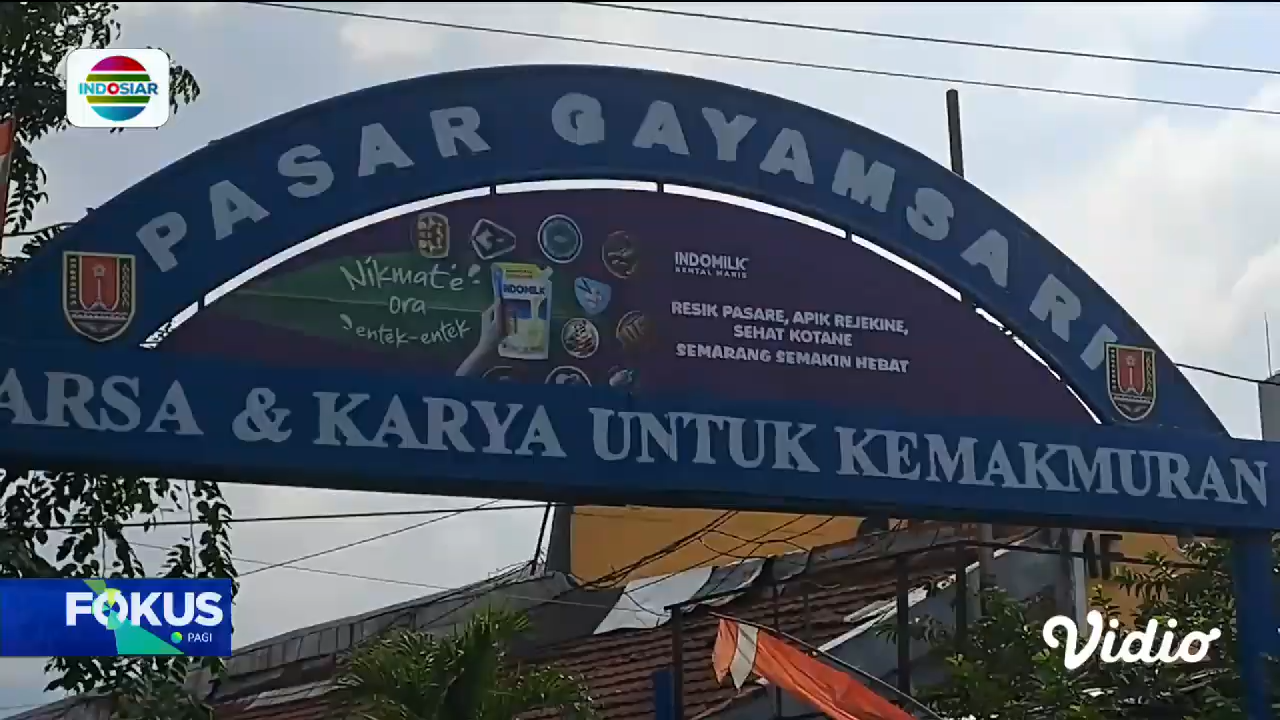 INDOSIAR
PASAR GAYAMSARI
Nikmat'e!
ora
entek-entek
INDOMILK
INDOMILK
KENTAL MANIS
RESIK PASARE, APIK REJEKINE,
SEHAT KOTANE
SEMARANG SEMAKIN HEBAT
ARSA & KARYA UNTUK KEMAKMURAN
FOKUS
PAGI
Vidio